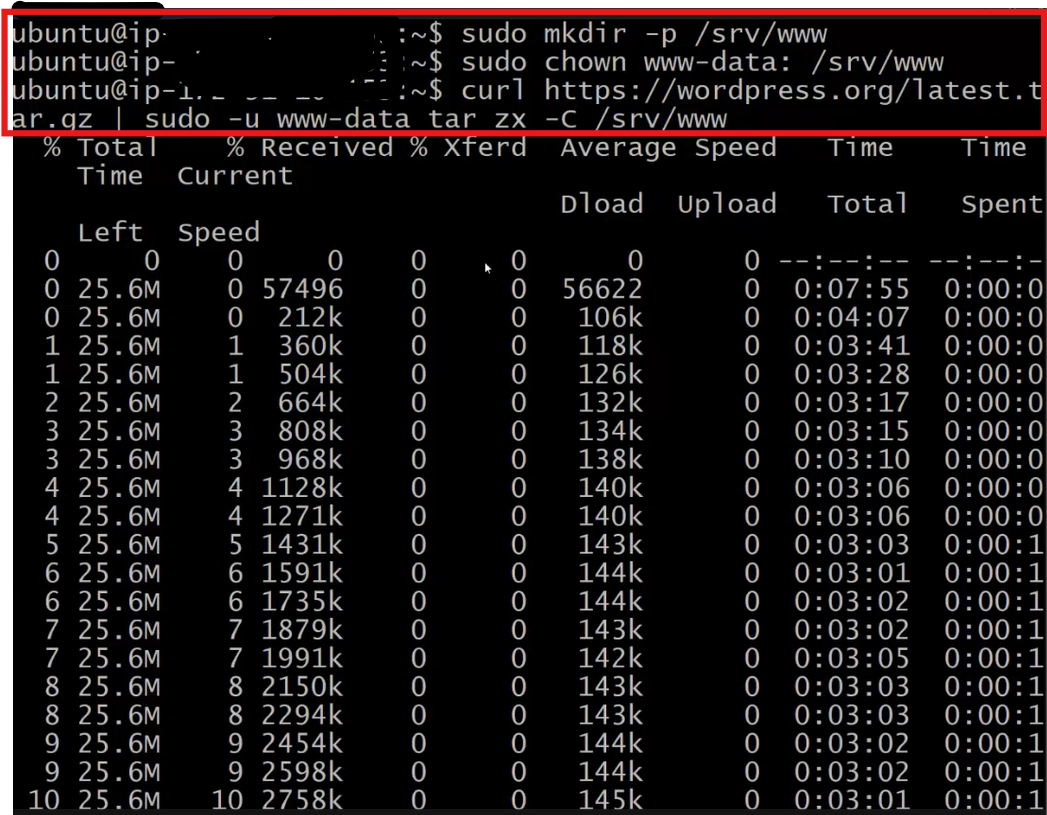 ubuntu@ip- :~$ sudo mkdir -p /srv/www
ubuntu@ip- :~$ sudo chown www-data: /srv/www
ubuntu@ip- :~$ curl https://wordpress.org/latest.t
ar.gz | sudo -u www-data tar zx -C /srv/www
% Total % Received % Xferd Average Speed Time Time
Time Current
Dload Upload Total Spent
Left Speed
0 0 0 0 0 0 0 0 --:--:-- --:--:-
0 25.6M 0 57496 0 0 56622 0 0:07:55 0:00:0
0 25.6M 0 212k 0 0 106k 0 0:04:07 0:00:0
1 25.6M 1 360k 0 0 118k 0 0:03:41 0:00:0
1 25.6M 1 504k 0 0 126k 0 0:03:28 0:00:0
2 25.6M 2 664k 0 0 132k 0 0:03:17 0:00:0
3 25.6M 3 808k 0 0 134k 0 0:03:15 0:00:0
3 25.6M 3 968k 0 0 138k 0 0:03:10 0:00:0
4 25.6M 4 1128k 0 0 140k 0 0:03:06 0:00:0
4 25.6M 4 1271k 0 0 140k 0 0:03:06 0:00:0
5 25.6M 5 1431k 0 0 143k 0 0:03:03 0:00:1
6 25.6M 6 1591k 0 0 144k 0 0:03:01 0:00:1
6 25.6M 6 1735k 0 0 144k 0 0:03:02 0:00:1
7 25.6M 7 1879k 0 0 143k 0 0:03:02 0:00:1
7 25.6M 7 1991k 0 0 142k 0 0:03:05 0:00:1
8 25.6M 8 2150k 0 0 143k 0 0:03:03 0:00:1
8 25.6M 8 2294k 0 0 143k 0 0:03:03 0:00:1
9 25.6M 9 2454k 0 0 144k 0 0:03:02 0:00:1
9 25.6M 9 2598k 0 0 144k 0 0:03:02 0:00:1
10 25.6M 10 2758k 0 0 145k 0 0:03:01 0:00:1